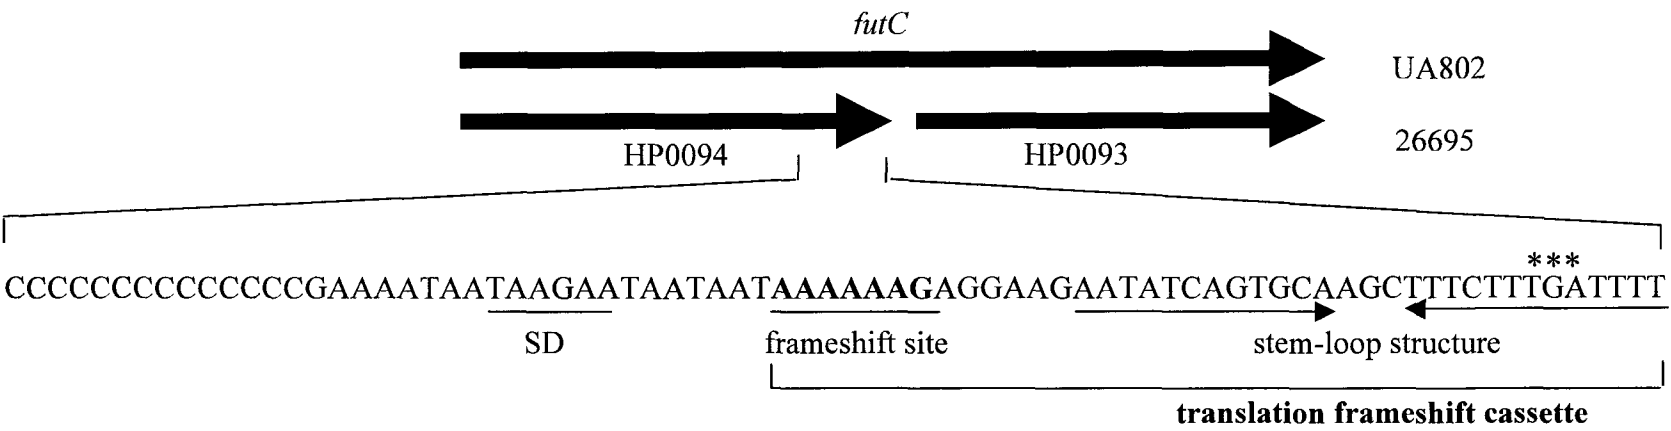 futC
UA802
26695
HP0094 HP0093
***
CCCCCCCCCCCCCCGAAAATAATAAGAATAATAATAAAAAAGAGGAAGAATATCAGTGCAAGCTTTCTTTGATTTT
SD frameshift site stem-loop structure
translation frameshift cassette